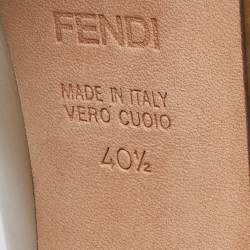 FENDI
MADE IN ITALY
VERO CUOIO
40½